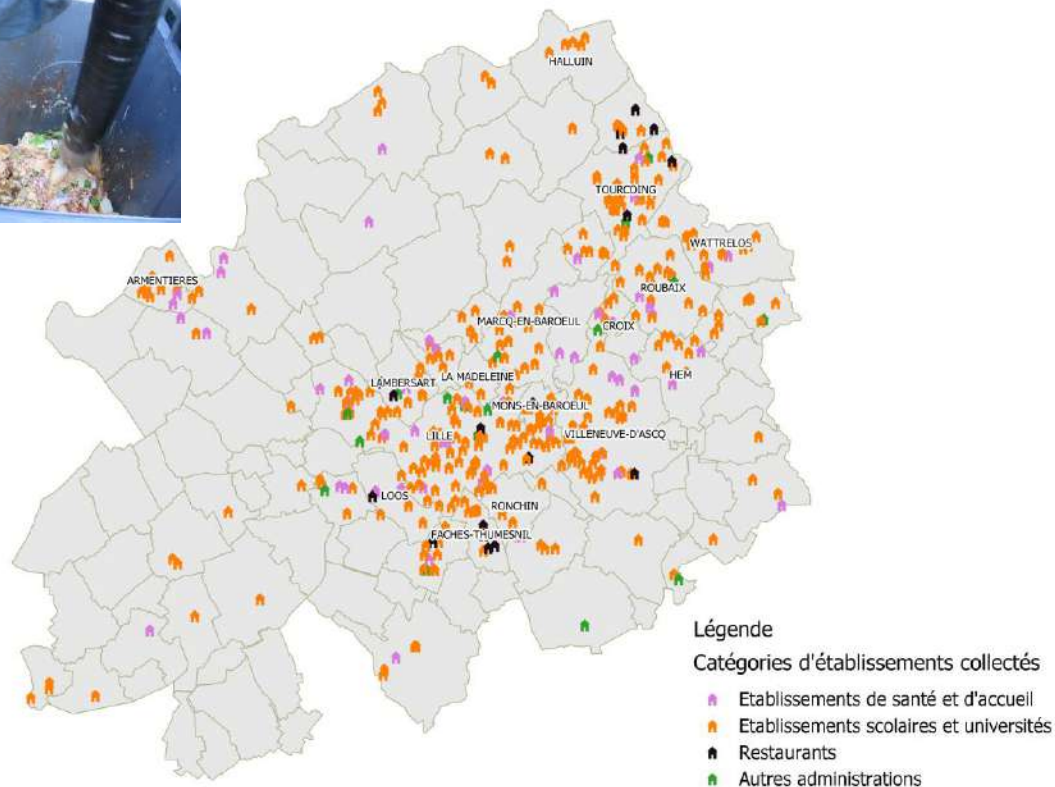 HALLUIN
TOURCOING
WATTRELOS
ARMENTIERES
ROUBAIX
MARCQ-EN-BAROEUL
CROIX
LA MADELEINE
HEM
LAMBERSART
MONS-EN-BAROEUL
LILLE
VILLENEUVE-D'ASCQ
LOOS
RONCHIN
FACHES-THUMESNIL
Légende
Catégories d'établissements collectés
Etablissements de santé et d'accueil
Etablissements scolaires et universités
Restaurants
Autres administrations